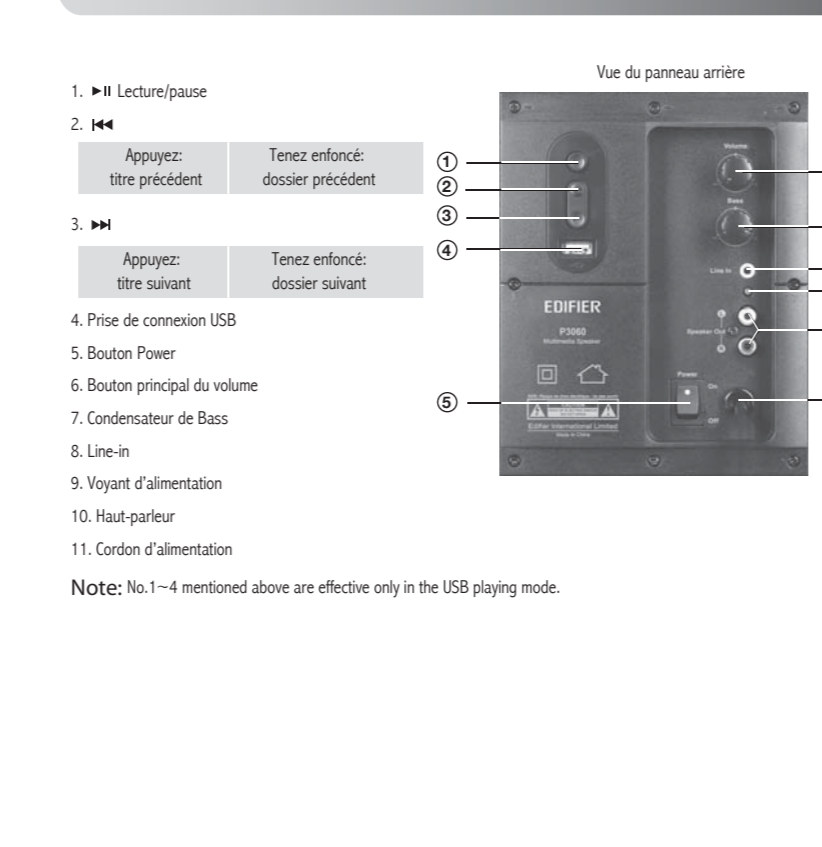 Vue du panneau arrière
1. ⏯ Lecture/pause
2. ⏮
Appuyez:
titre précédent
Tenez enfoncé:
dossier précédent
3. ⏭
Appuyez:
titre suivant
Tenez enfoncé:
dossier suivant
4. Prise de connexion USB
5. Bouton Power
6. Bouton principal du volume
7. Condensateur de Bass
8. Line-in
9. Voyant d'alimentation
10. Haut-parleur
11. Cordon d'alimentation
Note: No.1~4 mentioned above are effective only in the USB playing mode.
①
②
③
④
⑤
Volume
Bass
Line In
Speaker Out
L
R
Power
On
Off
EDIFIER
P3060
Multimedia Speaker
Edifier International Limited
Made in China